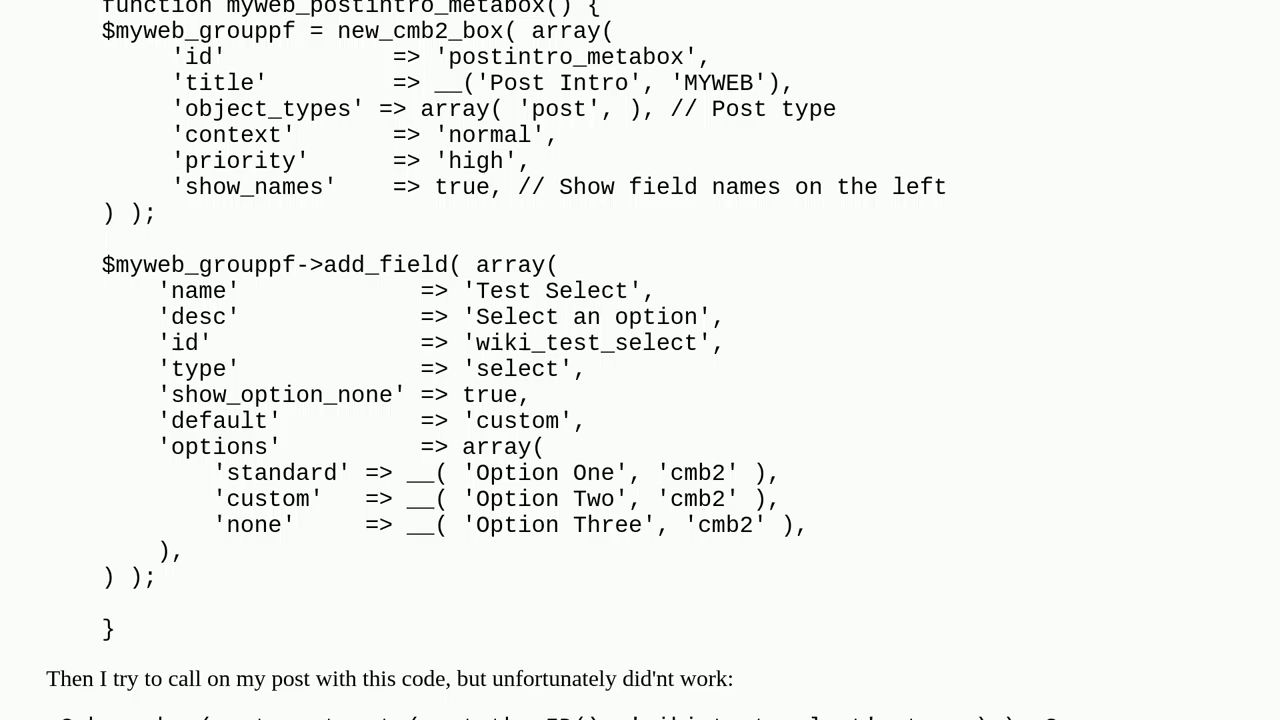 function myweb_postintro_metabox() {
$myweb_grouppf = new_cmb2_box( array(
'id' => 'postintro_metabox',
'title' => __('Post Intro', 'MYWEB'),
'object_types' => array( 'post', ), // Post type
'context' => 'normal',
'priority' => 'high',
'show_names' => true, // Show field names on the left
) );
$myweb_grouppf->add_field( array(
'name' => 'Test Select',
'desc' => 'Select an option',
'id' => 'wiki_test_select',
'type' => 'select',
'show_option_none' => true,
'default' => 'custom',
'options' => array(
'standard' => __( 'Option One', 'cmb2' ),
'custom' => __( 'Option Two', 'cmb2' ),
'none' => __( 'Option Three', 'cmb2' ),
),
) );
}
Then I try to call on my post with this code, but unfortunately did'nt work: